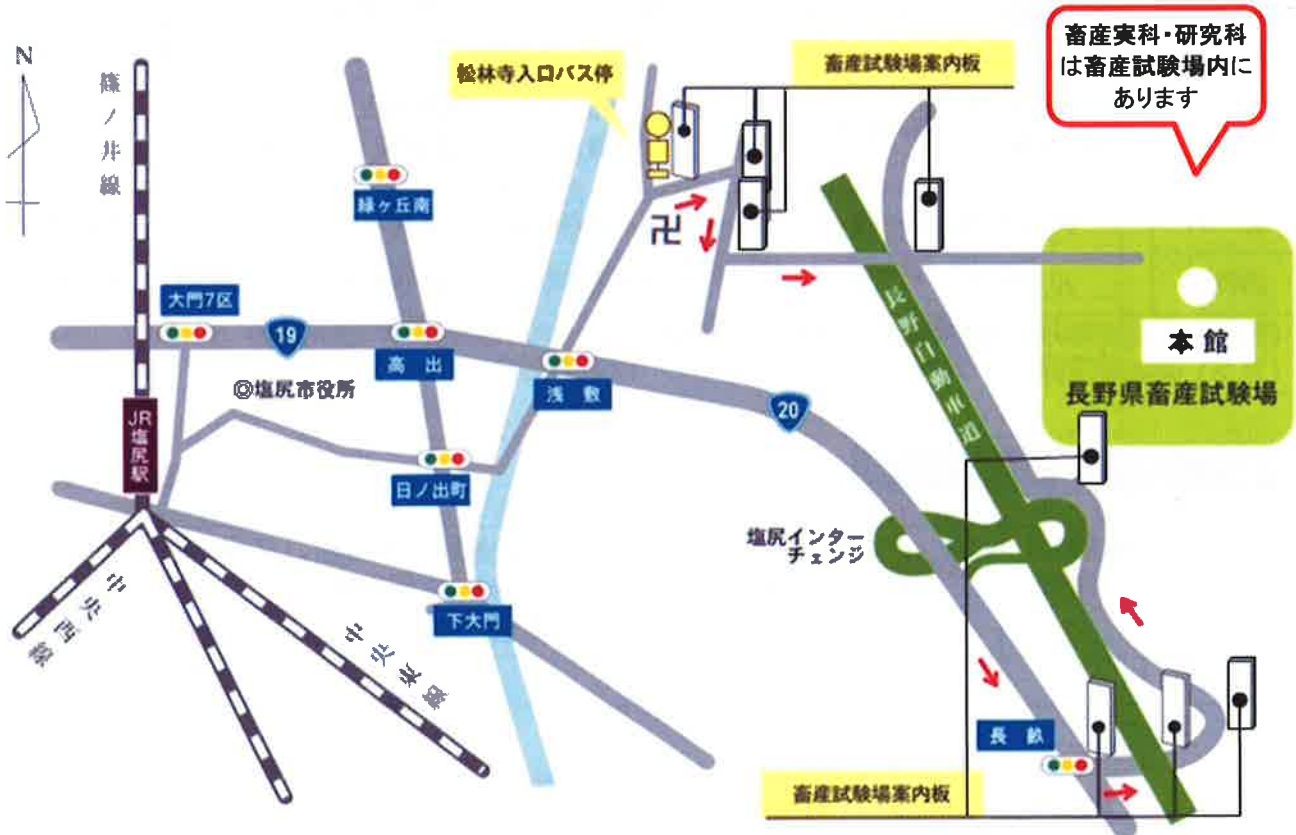 畜産実科・研究科
は畜産試験場内に
あります
N
篠ノ井線
松林寺入口バス停
畜産試験場案内板
緑ヶ丘南
大門7区
19
高出
◎塩尻市役所
浅敷
20
卍
長野自動車道
本館
長野県畜産試験場
JR塩尻駅
日ノ出町
塩尻インター
チェンジ
下大門
中央西線
中央東線
長畝
畜産試験場案内板